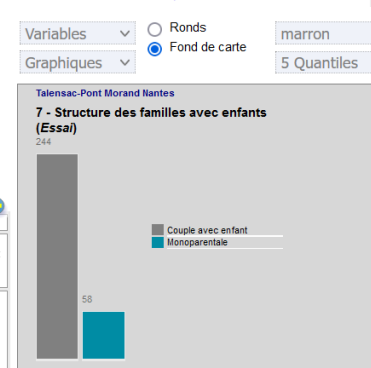 Variables
Ronds
marron
Fond de carte
Graphiques
5 Quantiles
Talensac-Pont Morand Nantes
7 - Structure des familles avec enfants
(Essai)
244
Couple avec enfant
Monoparentale
58